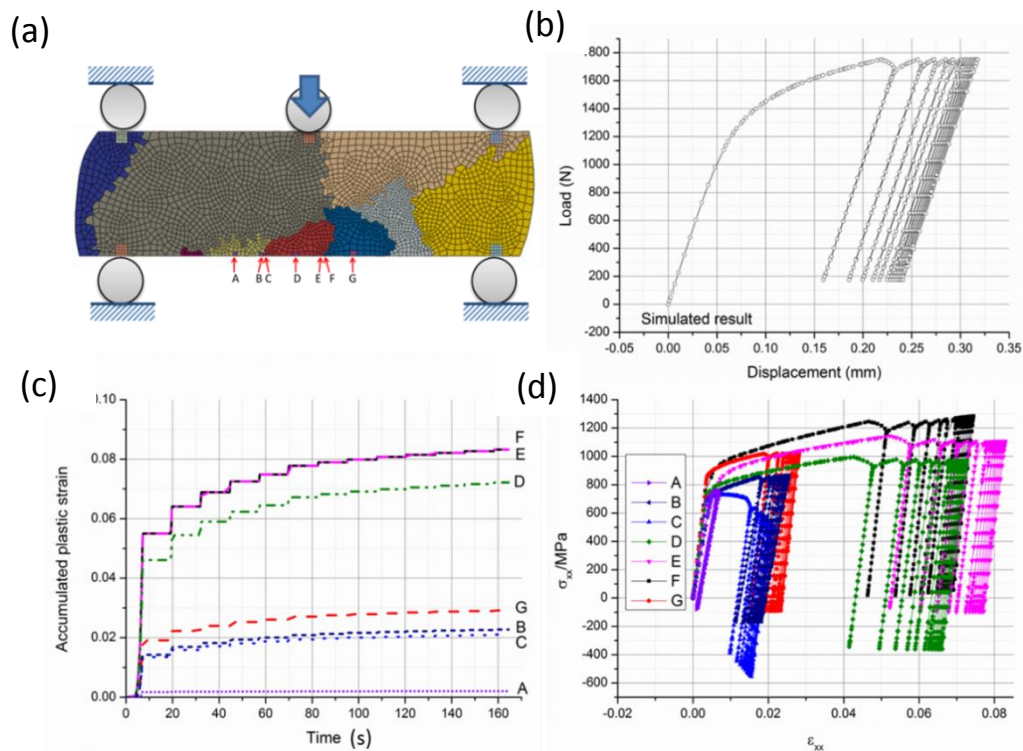 (a)
A
B
C
D
E
F
G
(b)
.800
1600
1400
1200
1000
800
600
400
200
0
-200
Load (N)
Simulated result
-0.05
0.00
0.05
0.10
0.15
0.20
0.25
0.30
0.35
Displacement (mm)
(c)
0.10
0.08
0.06
0.04
0.02
0.00
Accumulated plastic strain
F
E
D
G
B
C
A
0
20
40
60
80
100
120
140
160
Time (s)
(d)
1400
1200
1000
800
600
400
200
0
-200
-400
-600
σxx/MPa
A
B
C
D
E
F
G
-0.02
0.00
0.02
0.04
0.06
0.08
εxx